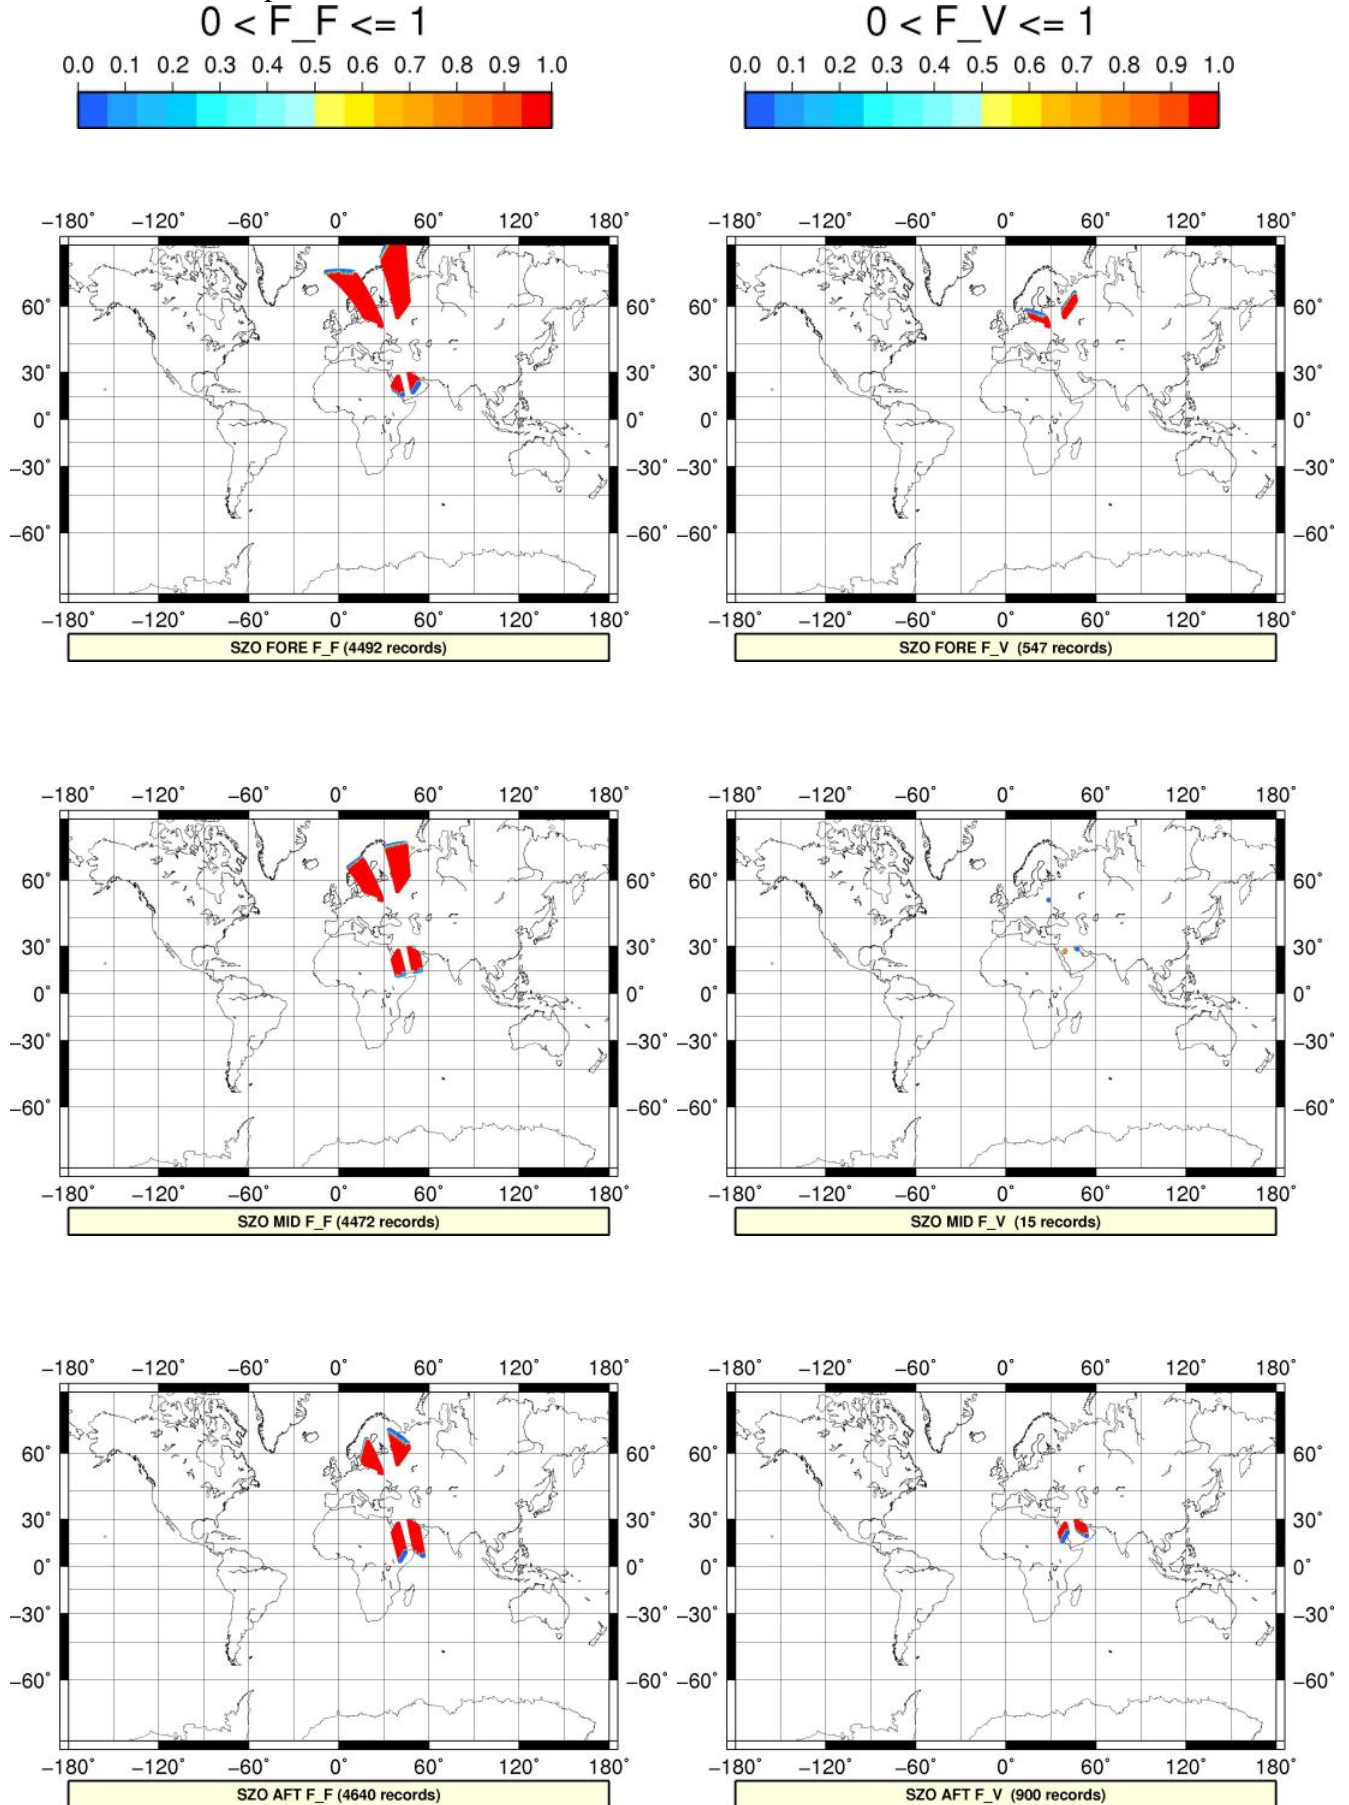 0 < F_F <= 1
0 < F_V <= 1
0.0 0.1 0.2 0.3 0.4 0.5 0.6 0.7 0.8 0.9 1.0
0.0 0.1 0.2 0.3 0.4 0.5 0.6 0.7 0.8 0.9 1.0
−180˚ −120˚ −60˚ 0˚ 60˚ 120˚ 180˚
−180˚ −120˚ −60˚ 0˚ 60˚ 120˚ 180˚
60˚ 60˚ 60˚
30˚ 30˚ 30˚
0˚ 0˚ 0˚ 0˚
−30˚ −30˚ −30˚ −30˚
−60˚ −60˚ −60˚ −60˚
−180˚ −120˚ −60˚ 0˚ 60˚ 120˚ 180˚
−180˚ −120˚ −60˚ 0˚ 60˚ 120˚ 180˚
SZO FORE F_F (4492 records)
SZO FORE F_V (547 records)
−180˚ −120˚ −60˚ 0˚ 60˚ 120˚ 180˚
−180˚ −120˚ −60˚ 0˚ 60˚ 120˚ 180˚
60˚ 60˚ 60˚ 60˚
30˚ 30˚ 30˚ 30˚
0˚ 0˚ 0˚ 0˚
−30˚ −30˚ −30˚ −30˚
−60˚ −60˚ −60˚ −60˚
−180˚ −120˚ −60˚ 0˚ 60˚ 120˚ 180˚
−180˚ −120˚ −60˚ 0˚ 60˚ 120˚ 180˚
SZO MID F_F (4472 records)
SZO MID F_V (15 records)
−180˚ −120˚ −60˚ 0˚ 60˚ 120˚ 180˚
−180˚ −120˚ −60˚ 0˚ 60˚ 120˚ 180˚
60˚ 60˚ 60˚ 60˚
30˚ 30˚ 30˚ 30˚
0˚ 0˚ 0˚ 0˚
−30˚ −30˚ −30˚ −30˚
−60˚ −60˚ −60˚ −60˚
−180˚ −120˚ −60˚ 0˚ 60˚ 120˚ 180˚
−180˚ −120˚ −60˚ 0˚ 60˚ 120˚ 180˚
SZO AFT F_F (4640 records)
SZO AFT F_V (900 records)